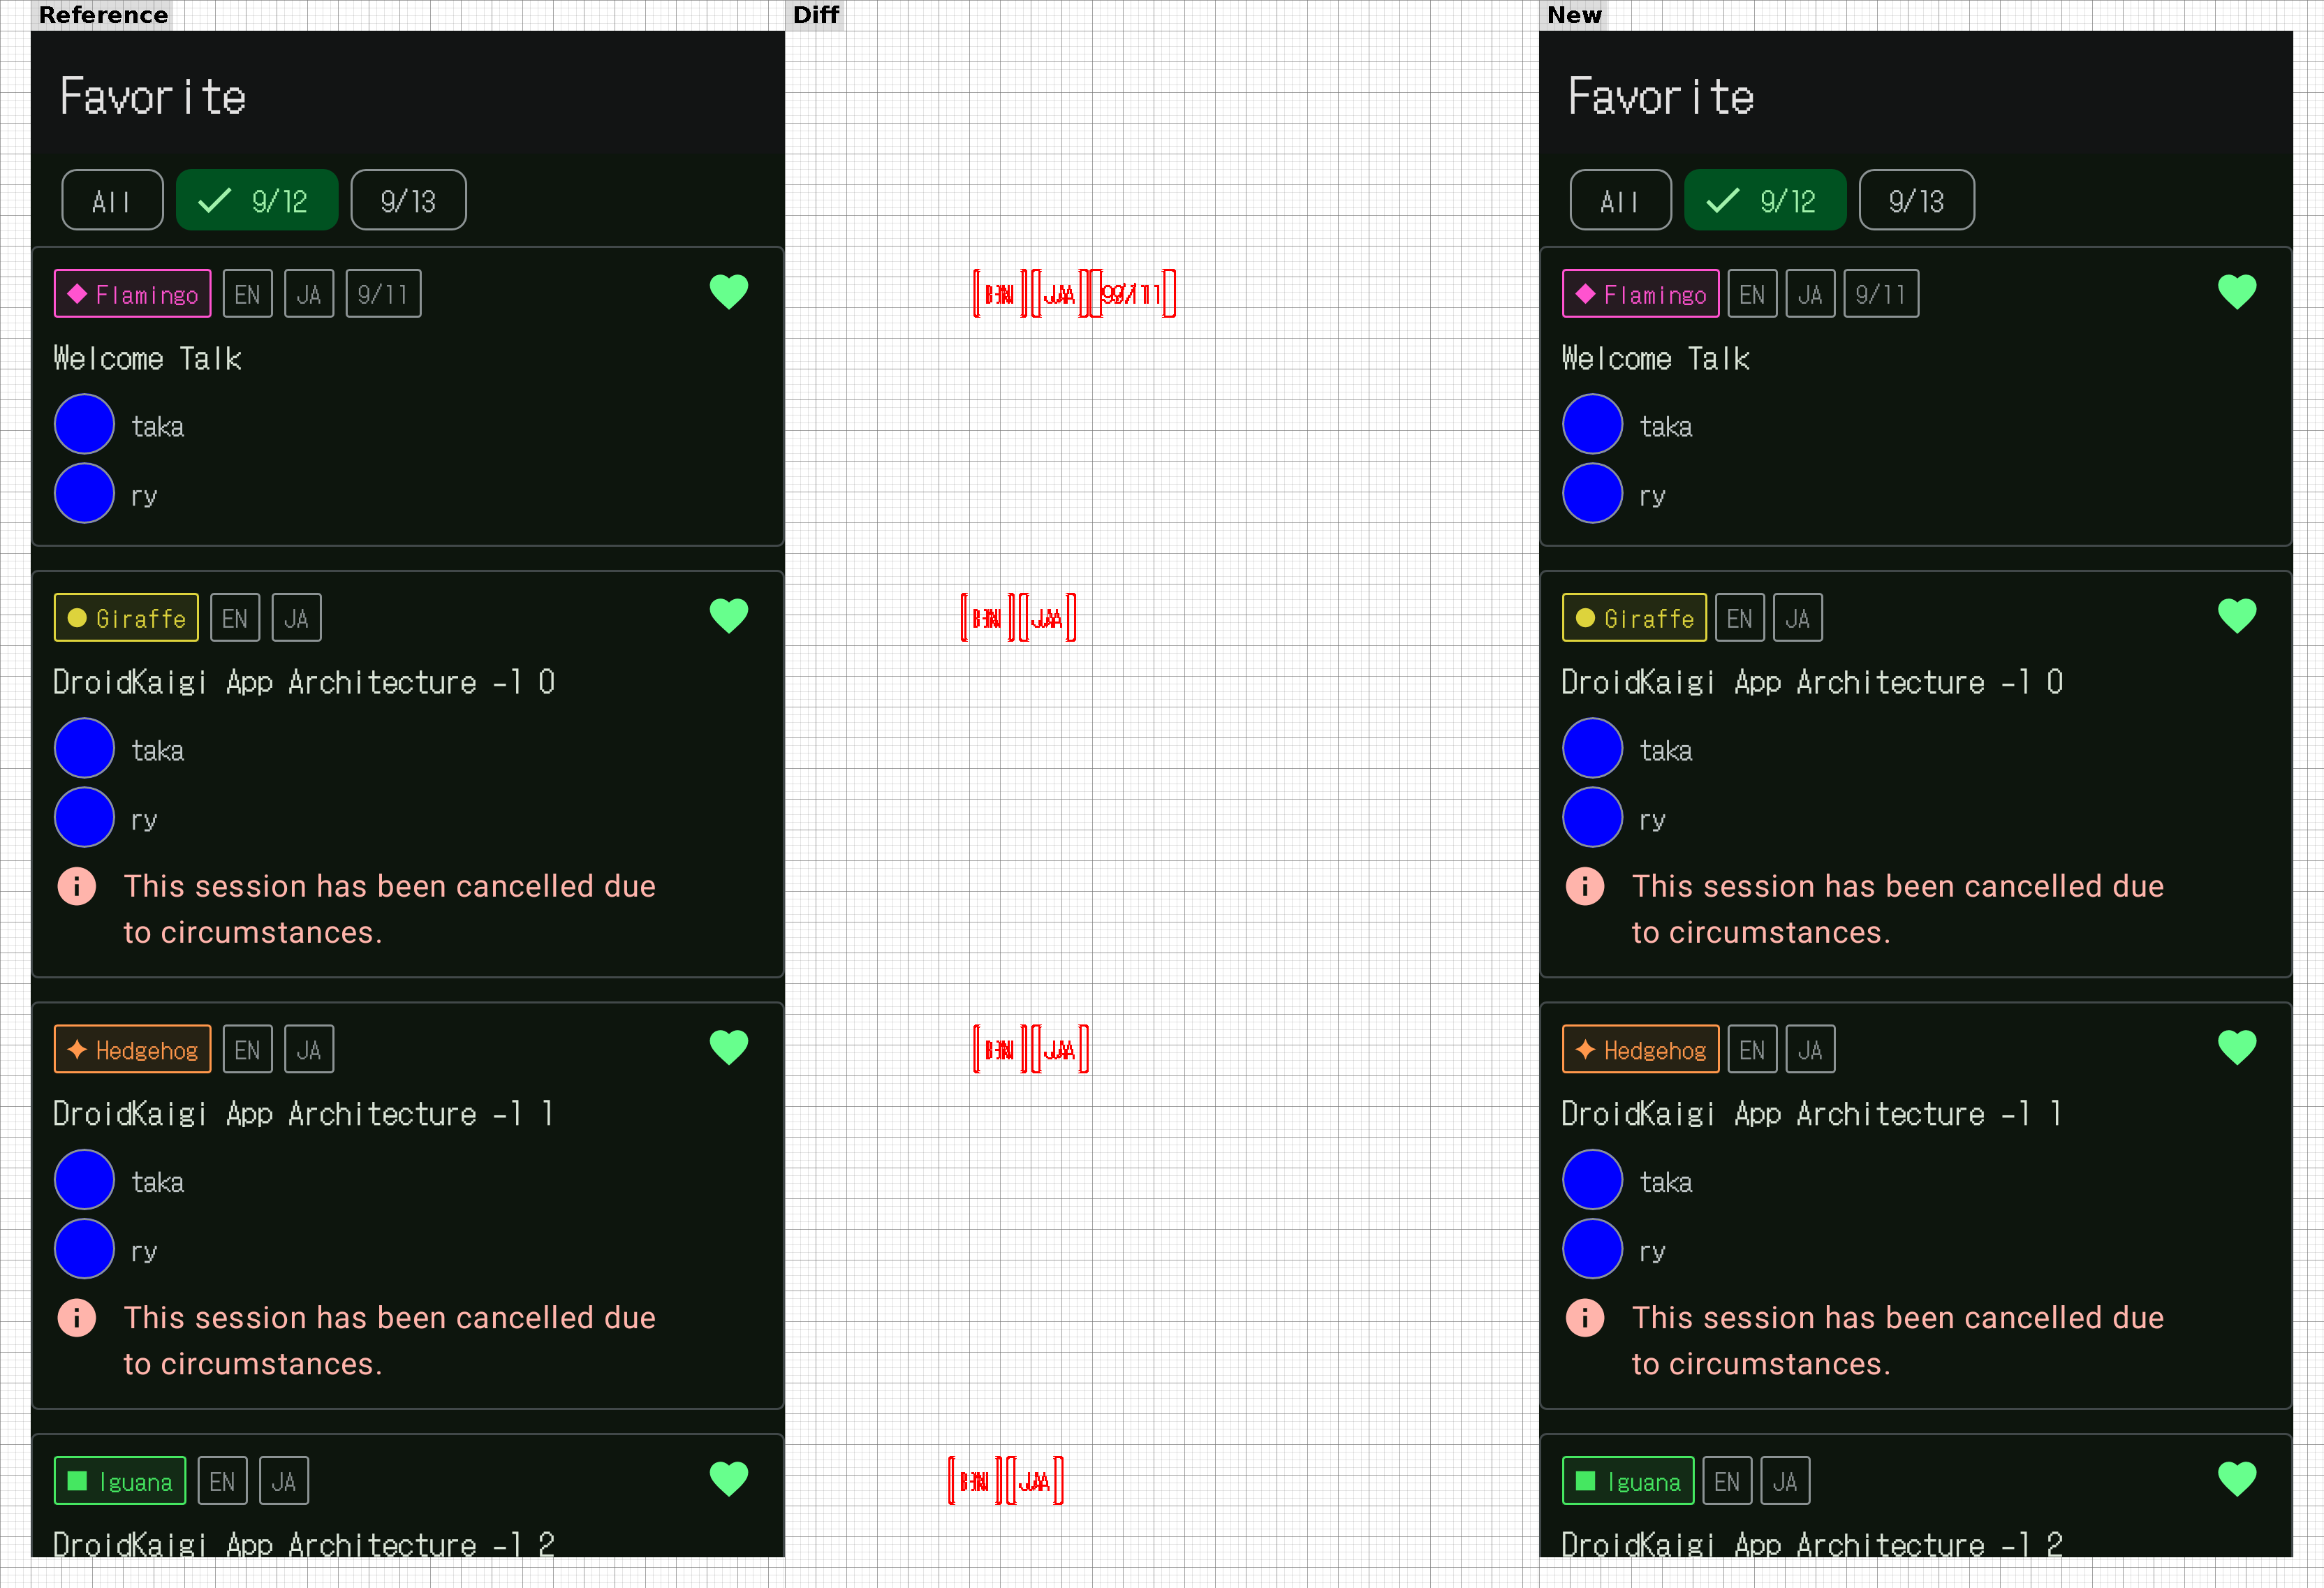 Reference
Diff
New
Favorite
All 9/12 9/13
Flamingo EN JA 9/11
Welcome Talk
taka
ry
Giraffe EN JA
DroidKaigi App Architecture -1 0
taka
ry
This session has been cancelled due
to circumstances.
Hedgehog EN JA
DroidKaigi App Architecture -1 1
taka
ry
This session has been cancelled due
to circumstances.
Iguana EN JA
DroidKaigi App Architecture -1 2
Favorite
All 9/12 9/13
Flamingo EN JA 9/11
Welcome Talk
taka
ry
Giraffe EN JA
DroidKaigi App Architecture -1 0
taka
ry
This session has been cancelled due
to circumstances.
Hedgehog EN JA
DroidKaigi App Architecture -1 1
taka
ry
This session has been cancelled due
to circumstances.
Iguana EN JA
DroidKaigi App Architecture -1 2